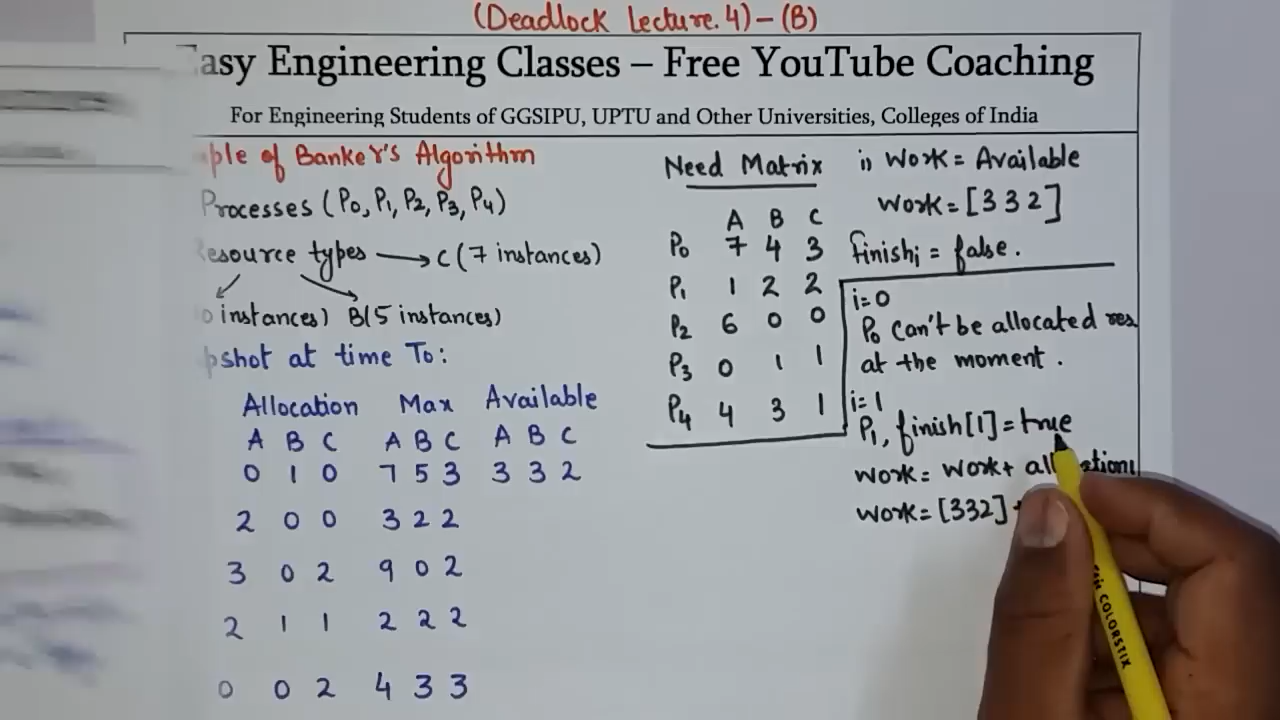 (Deadlock Lecture.4)-(B)
asy Engineering Classes – Free YouTube Coaching
For Engineering Students of GGSIPU, UPTU and Other Universities, Colleges of India
ple of Banker's Algorithm
Processes (P0, P1, P2, P3, P4)
esource types → C (7 instances)
0 instances) B(5 instances)
pshot at time To:
Allocation Max Available
A B C A B C A B C
0 1 0 7 5 3 3 3 2
2 0 0 3 2 2
3 0 2 9 0 2
2 1 1 2 2 2
0 0 2 4 3 3
Need Matrix
A B C
P0 7 4 3
P1 1 2 2
P2 6 0 0
P3 0 1 1
P4 4 3 1
i) Work = Available
Work = [3 3 2]
finishi = false.
i=0
P0 can't be allocated res
at the moment.
i=1
P1, finish[1] = true
Work = Work+
Work = [332]
COLORSTIX